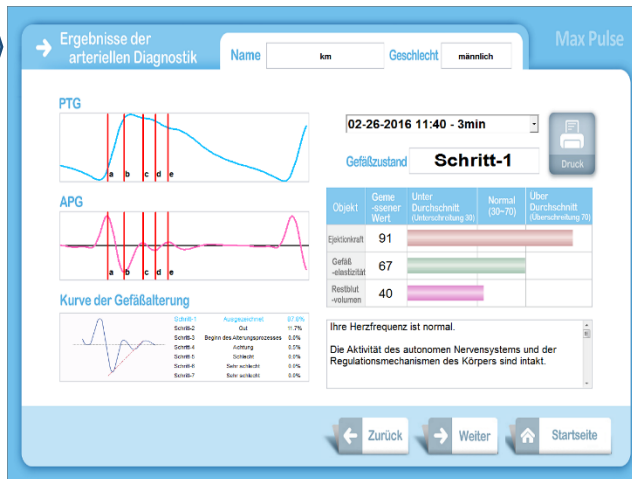 Ergebnisse der
arteriellen Diagnostik
Name
km
Geschlecht
männlich
Max Pulse
PTG
a b c d e
APG
a b c d e
Kurve der Gefäßalterung
Schritt-1 Ausgezeichnet 87,8%
Schritt-2 Gut 11.7%
Schritt-3 Beginn des Alterungsprozesses 0.0%
Schritt-4 Achtung 0.5%
Schritt-5 Schlecht 0.0%
Schritt-6 Sehr schlecht 0.0%
Schritt-7 Sehr schlecht 0.0%
02-26-2016 11:40 - 3min
Gefäßzustand
Schritt-1
Druck
Objekt
Geme
-ssener
Wert
Unter
Durchschnitt
(Unterschreitung 30)
Normal
(30~70)
Über
Durchschnitt
(Überschreitung 70)
Ejektionkraft 91
Gefäß
-elastizität 67
Restblut
-volumen 40
Ihre Herzfrequenz ist normal.
Die Aktivität des autonomen Nervensystems und der
Regulationsmechanismen des Körpers sind intakt.
Zurück
Weiter
Startseite